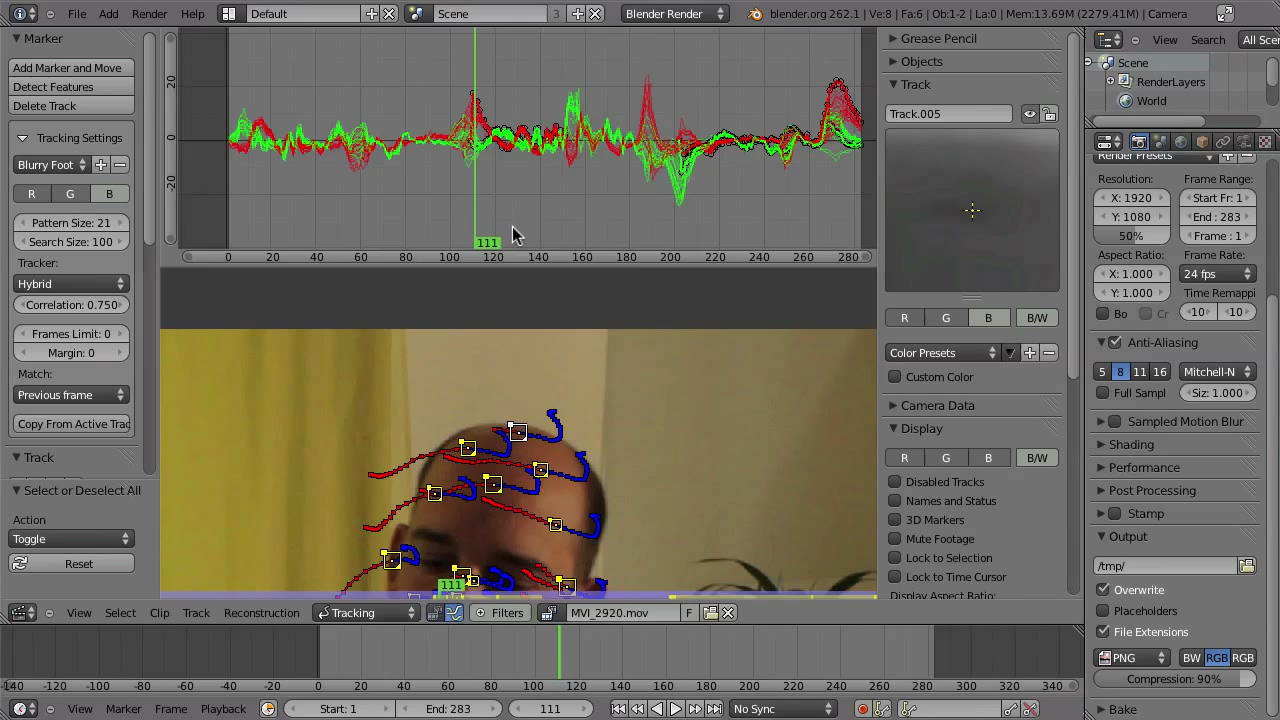 File Add Render Help Default Scene 3 Blender Render blender.org 262.1 | Ve:8 | Fa:6 | Ob:1-2 | La:0 | Mem:13.69M (2279.41M) | Camera
Marker
Add Marker and Move
Detect Features
Delete Track
Tracking Settings
Blurry Foot
R G B
Pattern Size: 21
Search Size: 100
Tracker:
Hybrid
Correlation: 0.750
Frames Limit: 0
Margin: 0
Match:
Previous frame
Copy From Active Trac
Track
Select or Deselect All
Action
Toggle
Reset
20
0
-20
111
0 20 40 60 80 100 120 140 160 180 200 220 240 260 280
111
View Select Clip Track Reconstruction Tracking Filters MVI_2920.mov F
-140 -120 -100 -80 -60 -40 -20 0 20 40 60 80 100 120 140 160 180 200 220 240 260 280 300 320 340
View Marker Frame Playback Start: 1 End: 283 111 No Sync
Grease Pencil
Objects
Track
Track.005
R G B B/W
Color Presets
Custom Color
Camera Data
Display
R G B B/W
Disabled Tracks
Names and Status
3D Markers
Mute Footage
Lock to Selection
Lock to Time Cursor
Display Aspect Ratio:
View Search All Scen
Scene
RenderLayers
World
Render Presets
Resolution: Frame Range:
X: 1920 Start Fr: 1
Y: 1080 End : 283
50% Frame : 1
Aspect Ratio: Frame Rate:
X: 1.000 24 fps
Y: 1.000 Time Remappi
Bo Cr 10 10
Anti-Aliasing
5 8 11 16 Mitchell-N
Full Sampl Siz: 1.000
Sampled Motion Blur
Shading
Performance
Post Processing
Stamp
Output
/tmp/
Overwrite
Placeholders
File Extensions
PNG BW RGB RGB
Compression: 90%
Bake